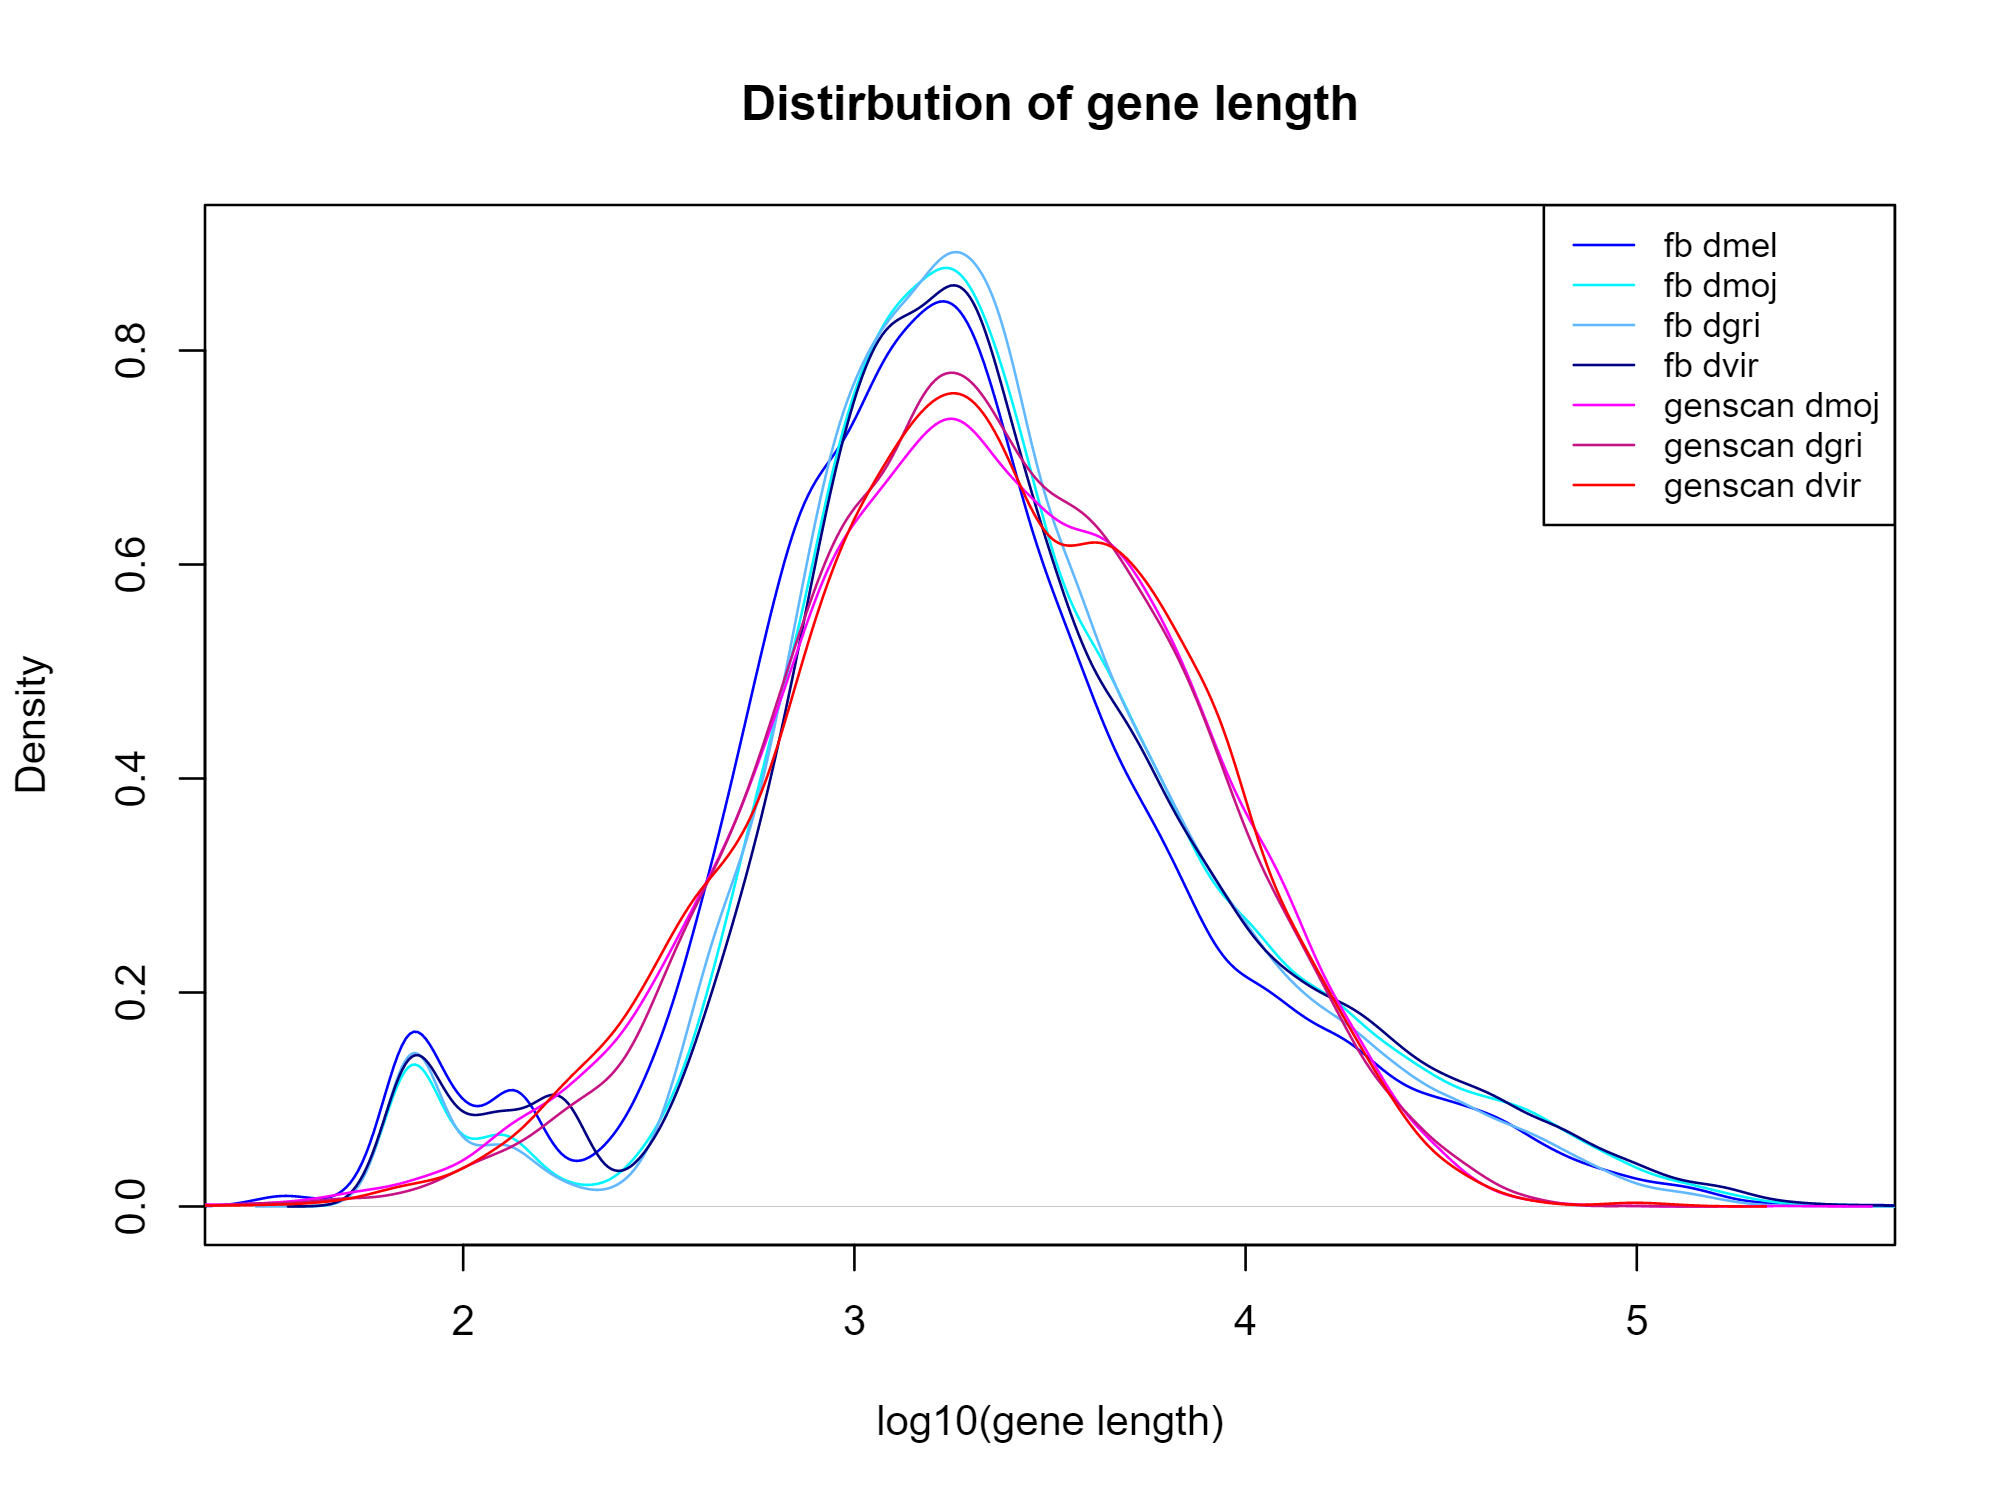 Distirbution of gene length
fb dmel
fb dmoj
fb dgri
fb dvir
genscan dmoj
genscan dgri
genscan dvir
Density
0.8
0.6
0.4
0.2
0.0
2 3 4 5
log10(gene length)